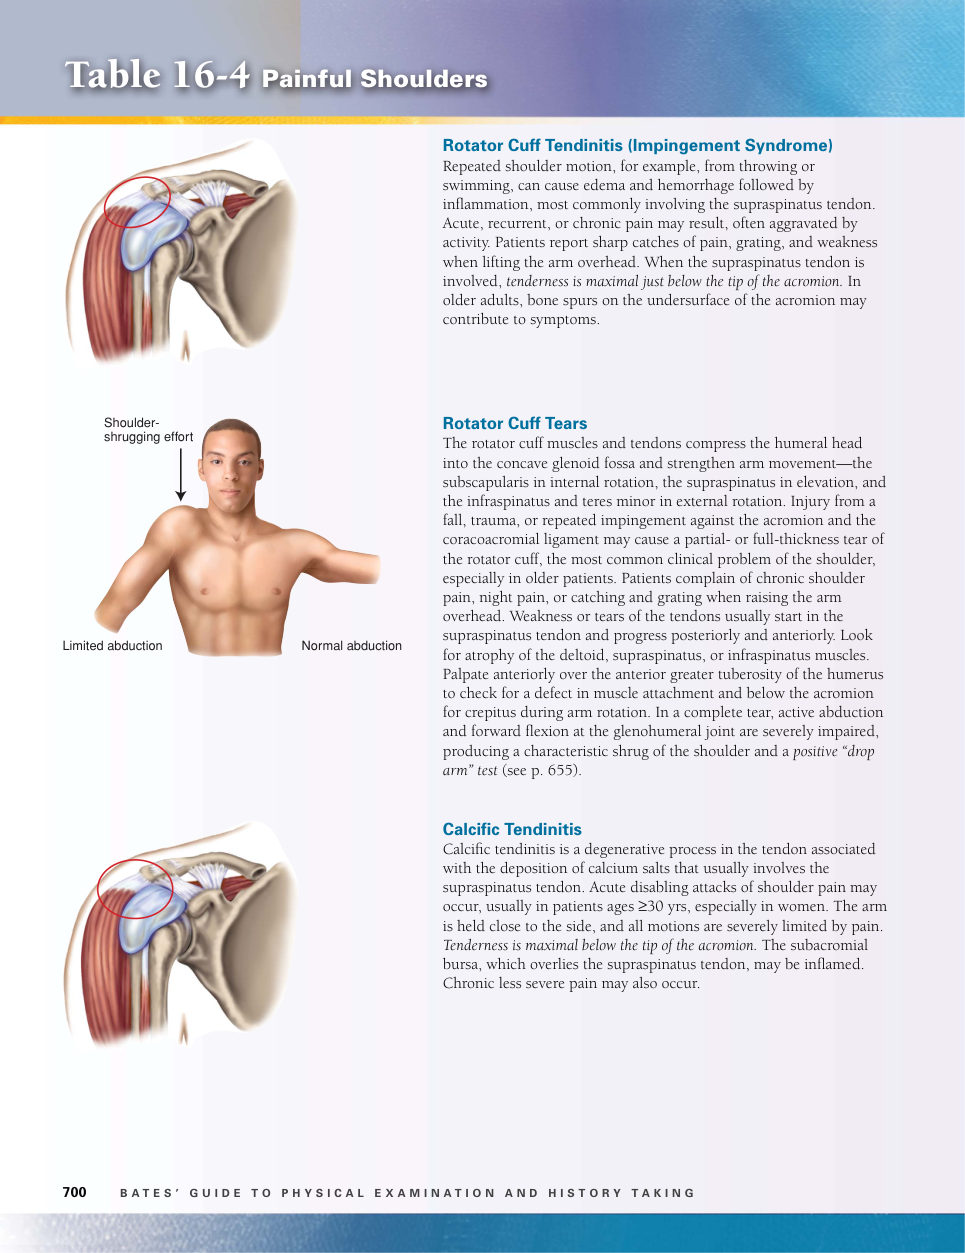 Table 16-4 Painful Shoulders
Rotator Cuff Tendinitis (Impingement Syndrome)
Repeated shoulder motion, for example, from throwing or
swimming, can cause edema and hemorrhage followed by
inflammation, most commonly involving the supraspinatus tendon.
Acute, recurrent, or chronic pain may result, often aggravated by
activity. Patients report sharp catches of pain, grating, and weakness
when lifting the arm overhead. When the supraspinatus tendon is
involved, tenderness is maximal just below the tip of the acromion. In
older adults, bone spurs on the undersurface of the acromion may
contribute to symptoms.
Shoulder-
shrugging effort
Limited abduction
Normal abduction
Rotator Cuff Tears
The rotator cuff muscles and tendons compress the humeral head
into the concave glenoid fossa and strengthen arm movement—the
subscapularis in internal rotation, the supraspinatus in elevation, and
the infraspinatus and teres minor in external rotation. Injury from a
fall, trauma, or repeated impingement against the acromion and the
coracoacromial ligament may cause a partial- or full-thickness tear of
the rotator cuff, the most common clinical problem of the shoulder,
especially in older patients. Patients complain of chronic shoulder
pain, night pain, or catching and grating when raising the arm
overhead. Weakness or tears of the tendons usually start in the
supraspinatus tendon and progress posteriorly and anteriorly. Look
for atrophy of the deltoid, supraspinatus, or infraspinatus muscles.
Palpate anteriorly over the anterior greater tuberosity of the humerus
to check for a defect in muscle attachment and below the acromion
for crepitus during arm rotation. In a complete tear, active abduction
and forward flexion at the glenohumeral joint are severely impaired,
producing a characteristic shrug of the shoulder and a positive “drop
arm” test (see p. 655).
Calcific Tendinitis
Calcific tendinitis is a degenerative process in the tendon associated
with the deposition of calcium salts that usually involves the
supraspinatus tendon. Acute disabling attacks of shoulder pain may
occur, usually in patients ages ≥30 yrs, especially in women. The arm
is held close to the side, and all motions are severely limited by pain.
Tenderness is maximal below the tip of the acromion. The subacromial
bursa, which overlies the supraspinatus tendon, may be inflamed.
Chronic less severe pain may also occur.
700 BATES’ GUIDE TO PHYSICAL EXAMINATION AND HISTORY TAKING